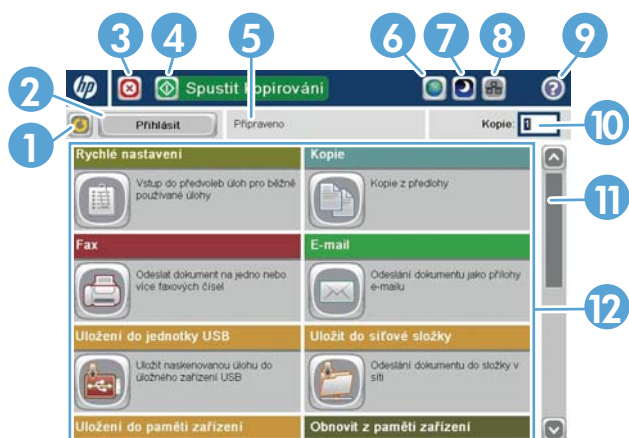 3 4 5 6 7 8 9
hp Spustit kopírování
2 Přihlásit Připraveno Kopie: 1 10
1
Rychlé nastavení Kopie
Vstup do předvoleb úloh pro běžně Kopie z předlohy
používané úlohy
11
Fax E-mail
Odeslat dokument na jedno nebo Odeslání dokumentu jako přílohy
více faxových čísel e-mailu
12
Uložení do jednotky USB Uložit do síťové složky
Uložit naskenovanou úlohu do Odeslání dokumentu do složky v
úložného zařízení USB síti
Uložení do paměti zařízení Obnovit z paměti zařízení